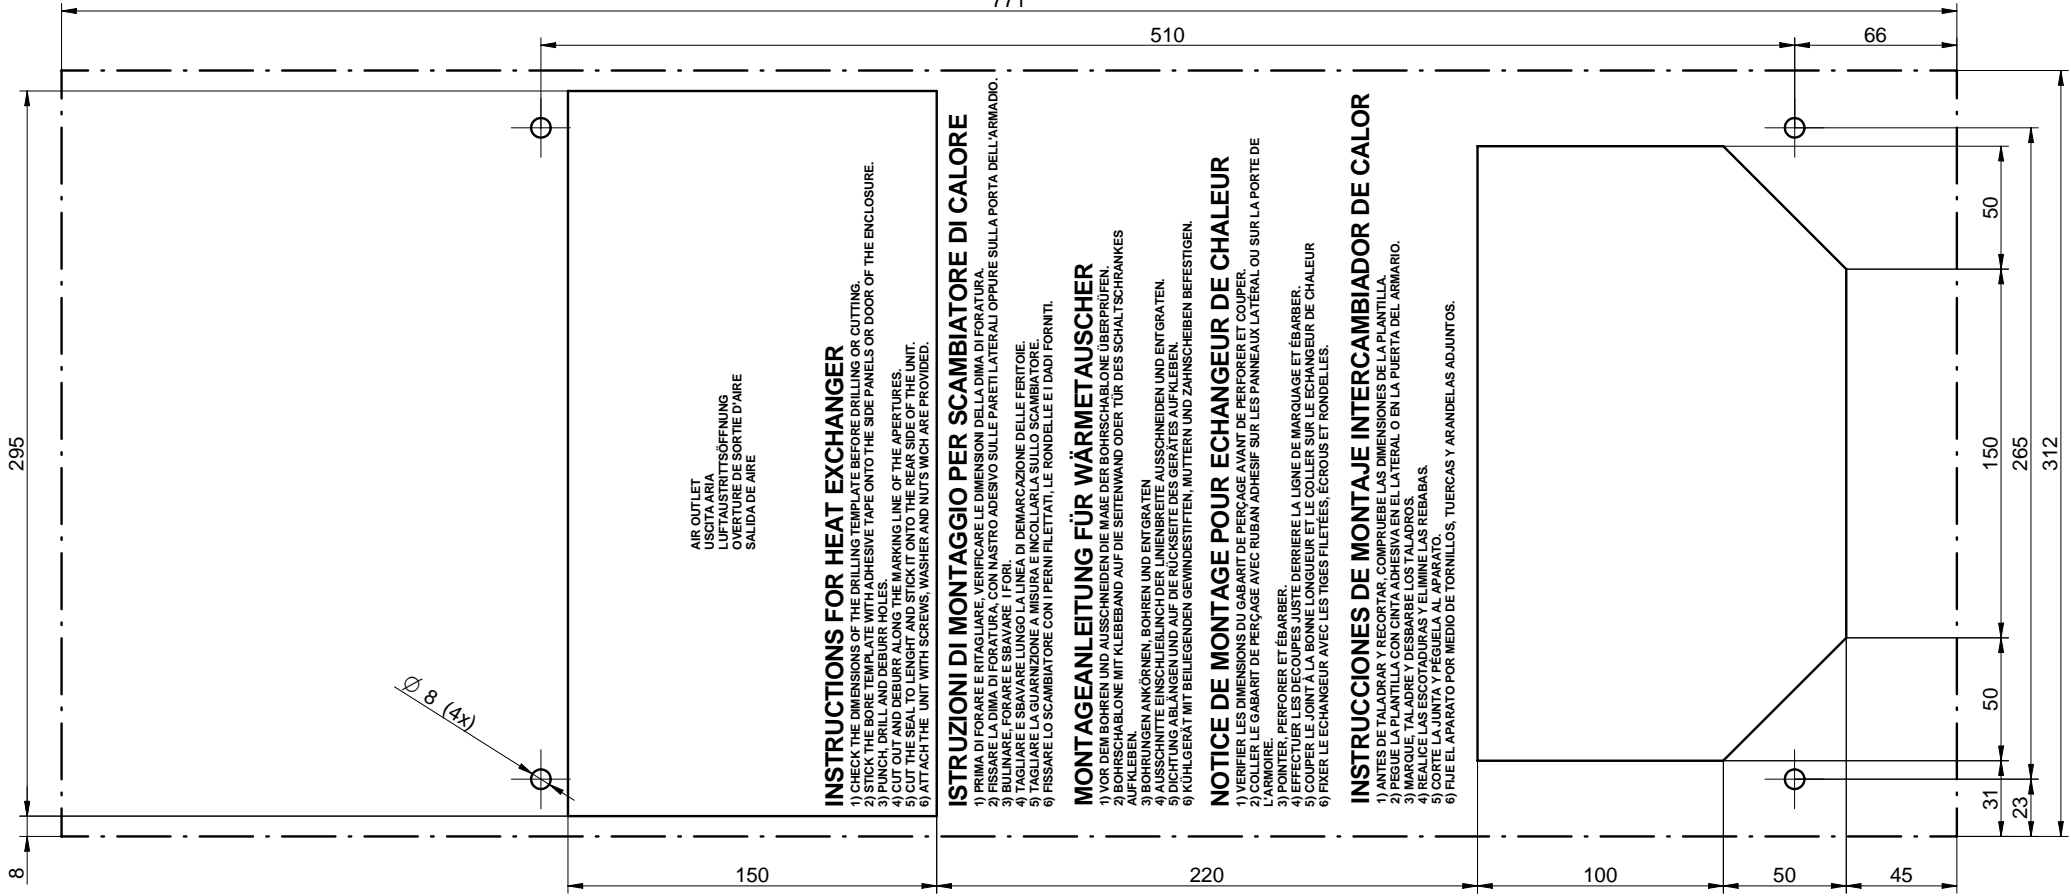 771
510
66
295
8
AIR OUTLET
USCITA ARIA
LUFTAUSTRITTSÖFFNUNG
OVERTURE DE SORTIE D'AIRE
SALIDA DE AIRE
INSTRUCTIONS FOR HEAT EXCHANGER
1) CHECK THE DIMENSIONS OF THE DRILLING TEMPLATE BEFORE DRILLING OR CUTTING.
2) STICK THE BORE TEMPLATE WITH ADHESIVE TAPE ONTO THE SIDE PANELS OR DOOR OF THE ENCLOSURE.
3) PUNCH, DRILL AND DEBURR HOLES.
4) CUT OUT AND DEBURR ALONG THE MARKING LINE OF THE APERTURES.
5) CUT THE SEAL TO LENGHT AND STICK IT ONTO THE REAR SIDE OF THE UNIT.
6) ATTACH THE UNIT WITH SCREWS, WASHER AND NUTS WICH ARE PROVIDED.
ISTRUZIONI DI MONTAGGIO PER SCAMBIATORE DI CALORE
1) PRIMA DI FORARE E RITAGLIARE, VERIFICARE LE DIMENSIONI DELLA DIMA DI FORATURA.
2) FISSARE LA DIMA DI FORATURA, CON NASTRO ADESIVO SULLE PARETI LATERALI OPPURE SULLA PORTA DELL'ARMADIO.
3) BULINARE, FORARE E SBAVARE I FORI.
4) TAGLIARE E SBAVARE LUNGO LA LINEA DI DEMARCAZIONE DELLE FERITOIE.
5) TAGLIARE LA GUARNIZIONE A MISURA E INCOLLARLA SULLO SCAMBIATORE.
6) FISSARE LO SCAMBIATORE CON I PERNI FILETTATI, LE RONDELLE E I DADI FORNITI.
MONTAGEANLEITUNG FÜR WÄRMETAUSCHER
1) VOR DEM BOHREN UND AUSSCHNEIDEN DIE MAßE DER BOHRSCHABLONE ÜBERPRÜFEN.
2) BOHRSCHABLONE MIT KLEBEBAND AUF DIE SEITENWAND ODER TÜR DES SCHALTSCHRANKES
AUFKLEBEN.
3) BOHRUNGEN ANKÖRNEN, BOHREN UND ENTGRATEN
4) AUSSCHNITTE EINSCHLIEßLINCH DER LINIENBREITE AUSSCHNEIDEN UND ENTGRATEN.
5) DICHTUNG ABLÄNGEN UND AUF DIE RÜCKSEITE DES GERÄTES AUFKLEBEN.
6) KÜHLGERÄT MIT BEILIEGENDEN GEWINDESTIFTEN, MUTTERN UND ZAHNSCHEIBEN BEFESTIGEN.
NOTICE DE MONTAGE POUR ECHANGEUR DE CHALEUR
1) VERIFIER LES DIMENSIONS DU GABARIT DE PERÇAGE AVANT DE PERFORER ET COUPER.
2) COLLER LE GABARIT DE PERÇAGE AVEC RUBAN ADHESIF SUR LES PANNEAUX LATÉRAL OU SUR LA PORTE DE
L'ARMOIRE.
3) POINTER, PERFORER ET ÉBARBER.
4) EFFECTUER LES DECOUPES JUSTE DERRIERE LA LIGNE DE MARQUAGE ET ÉBARBER.
5) COUPER LE JOINT À LA BONNE LONGUEUR ET LE COLLER SUR LE ECHANGEUR DE CHALEUR
6) FIXER LE ECHANGEUR AVEC LES TIGES FILETÉES, ÉCROUS ET RONDELLES.
INSTRUCCIONES DE MONTAJE INTERCAMBIADOR DE CALOR
1) ANTES DE TALADRAR Y RECORTAR, COMPRUEBE LAS DIMENSIONES DE LA PLANTILLA.
2) PEGUE LA PLANTILLA CON CINTA ADHESIVA EN EL LATERAL O EN LA PUERTA DEL ARMARIO.
3) MARQUE, TALADRE Y DESBARBE LOS TALADROS.
4) REALICE LAS ESCOTADURAS Y ELIMINE LAS REBABAS.
5) CORTE LA JUNTA Y PÉGUELA AL APARATO.
6) FIJE EL APARATO POR MEDIO DE TORNILLOS, TUERCAS Y ARANDELAS ADJUNTOS.
Ø 8 (4x)
50
150
50
31
265
23
312
150
220
100
50
45